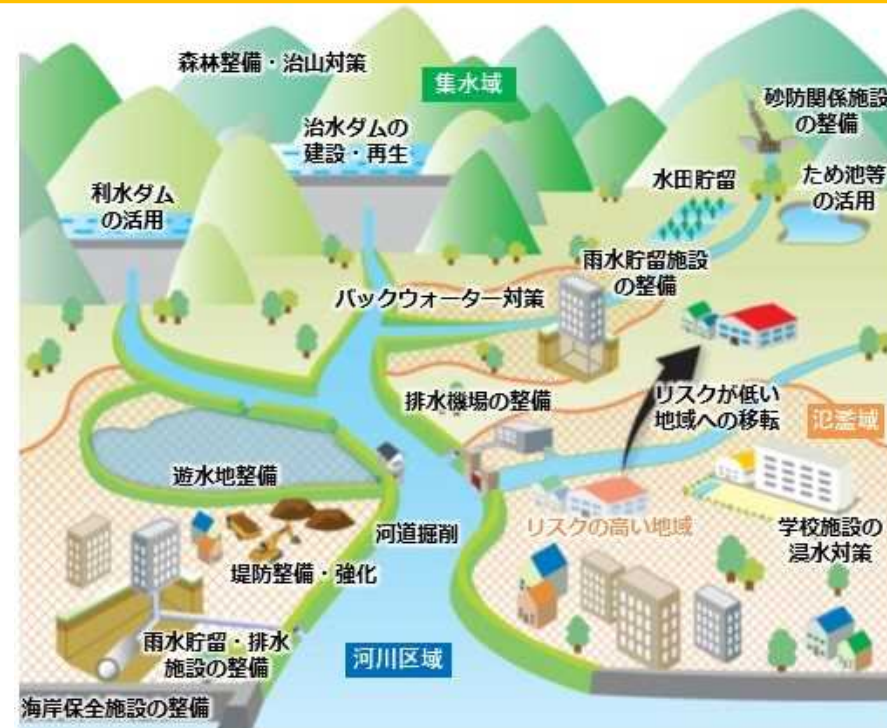 森林整備・治山対策
集水域
砂防関係施設
の整備
治水ダムの
建設・再生
水田貯留
ため池等
の活用
利水ダム
の活用
雨水貯留施設
の整備
バックウォーター対策
排水機場の整備
リスクが低い
地域への移転
氾濫域
遊水地整備
河道掘削
リスクの高い地域
学校施設の
浸水対策
堤防整備・強化
雨水貯留・排水
施設の整備
河川区域
海岸保全施設の整備